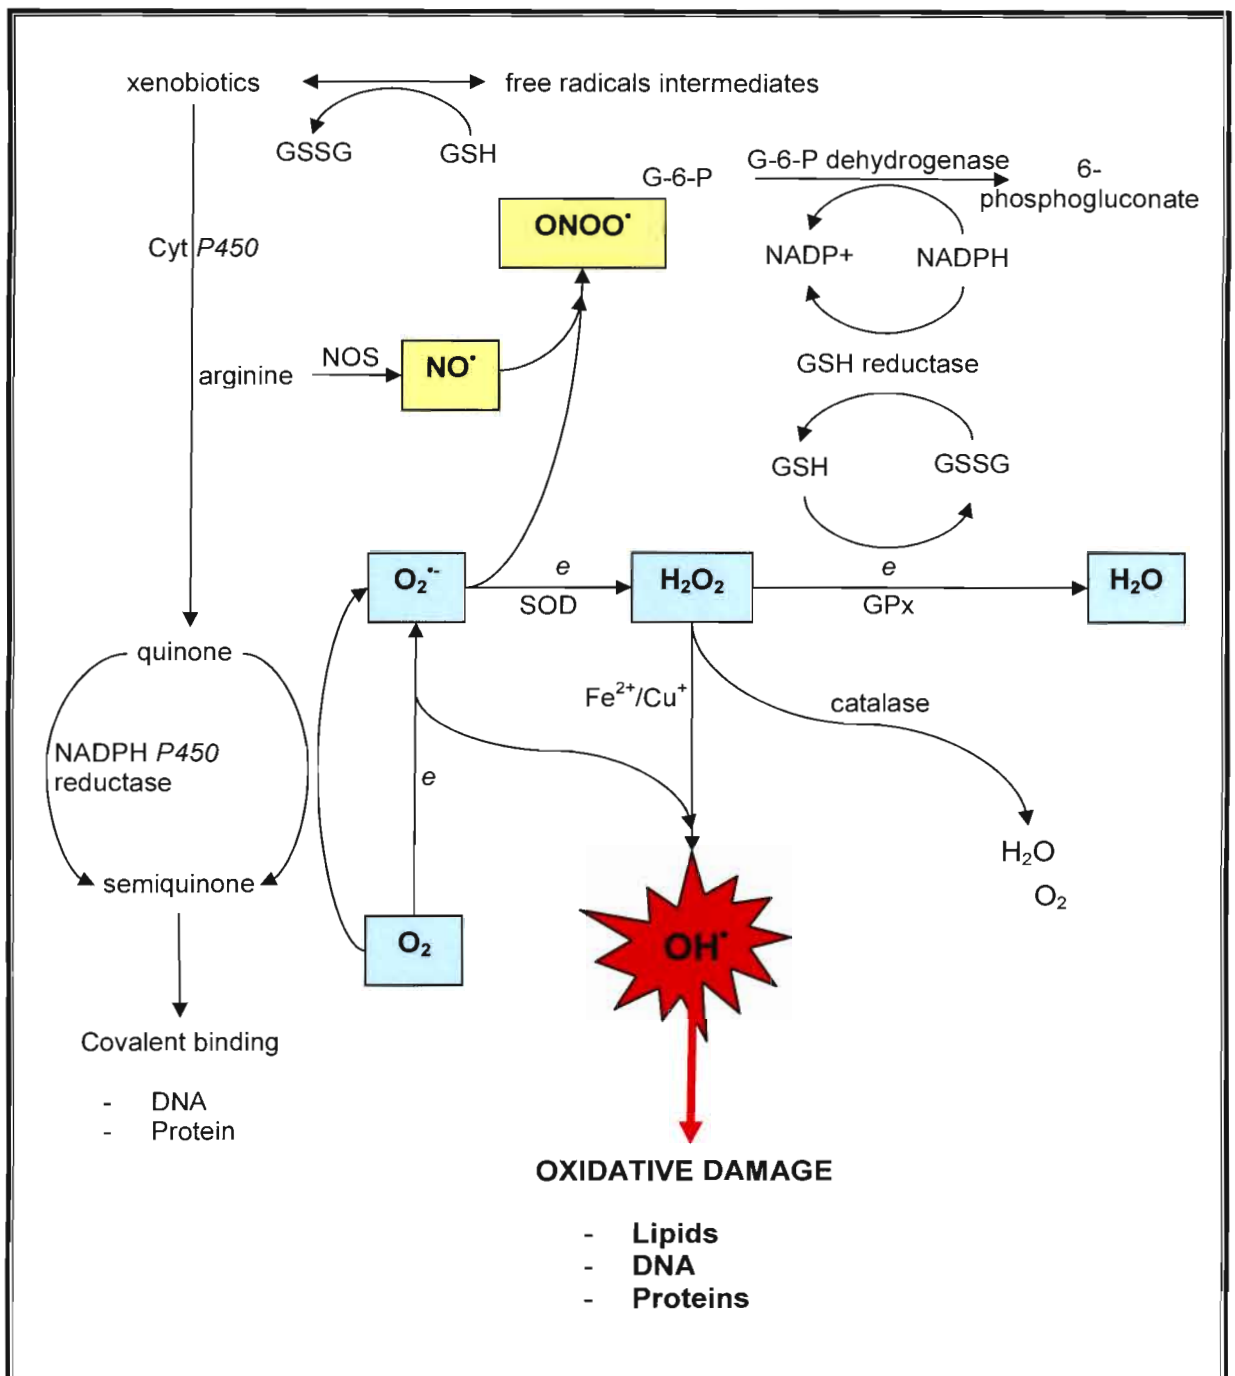 xenobiotics
free radicals intermediates
GSSG
GSH
G-6-P
G-6-P dehydrogenase
6-
phosphogluconate
ONOO•
Cyt P450
NADP+
NADPH
arginine
NOS
NO•
GSH reductase
GSH
GSSG
O₂•-
e
SOD
H₂O₂
e
GPx
H₂O
quinone
Fe²⁺/Cu⁺
catalase
NADPH P450
reductase
e
H₂O
O₂
semiquinone
O₂
OH•
Covalent binding
- DNA
- Protein
OXIDATIVE DAMAGE
- Lipids
- DNA
- Proteins